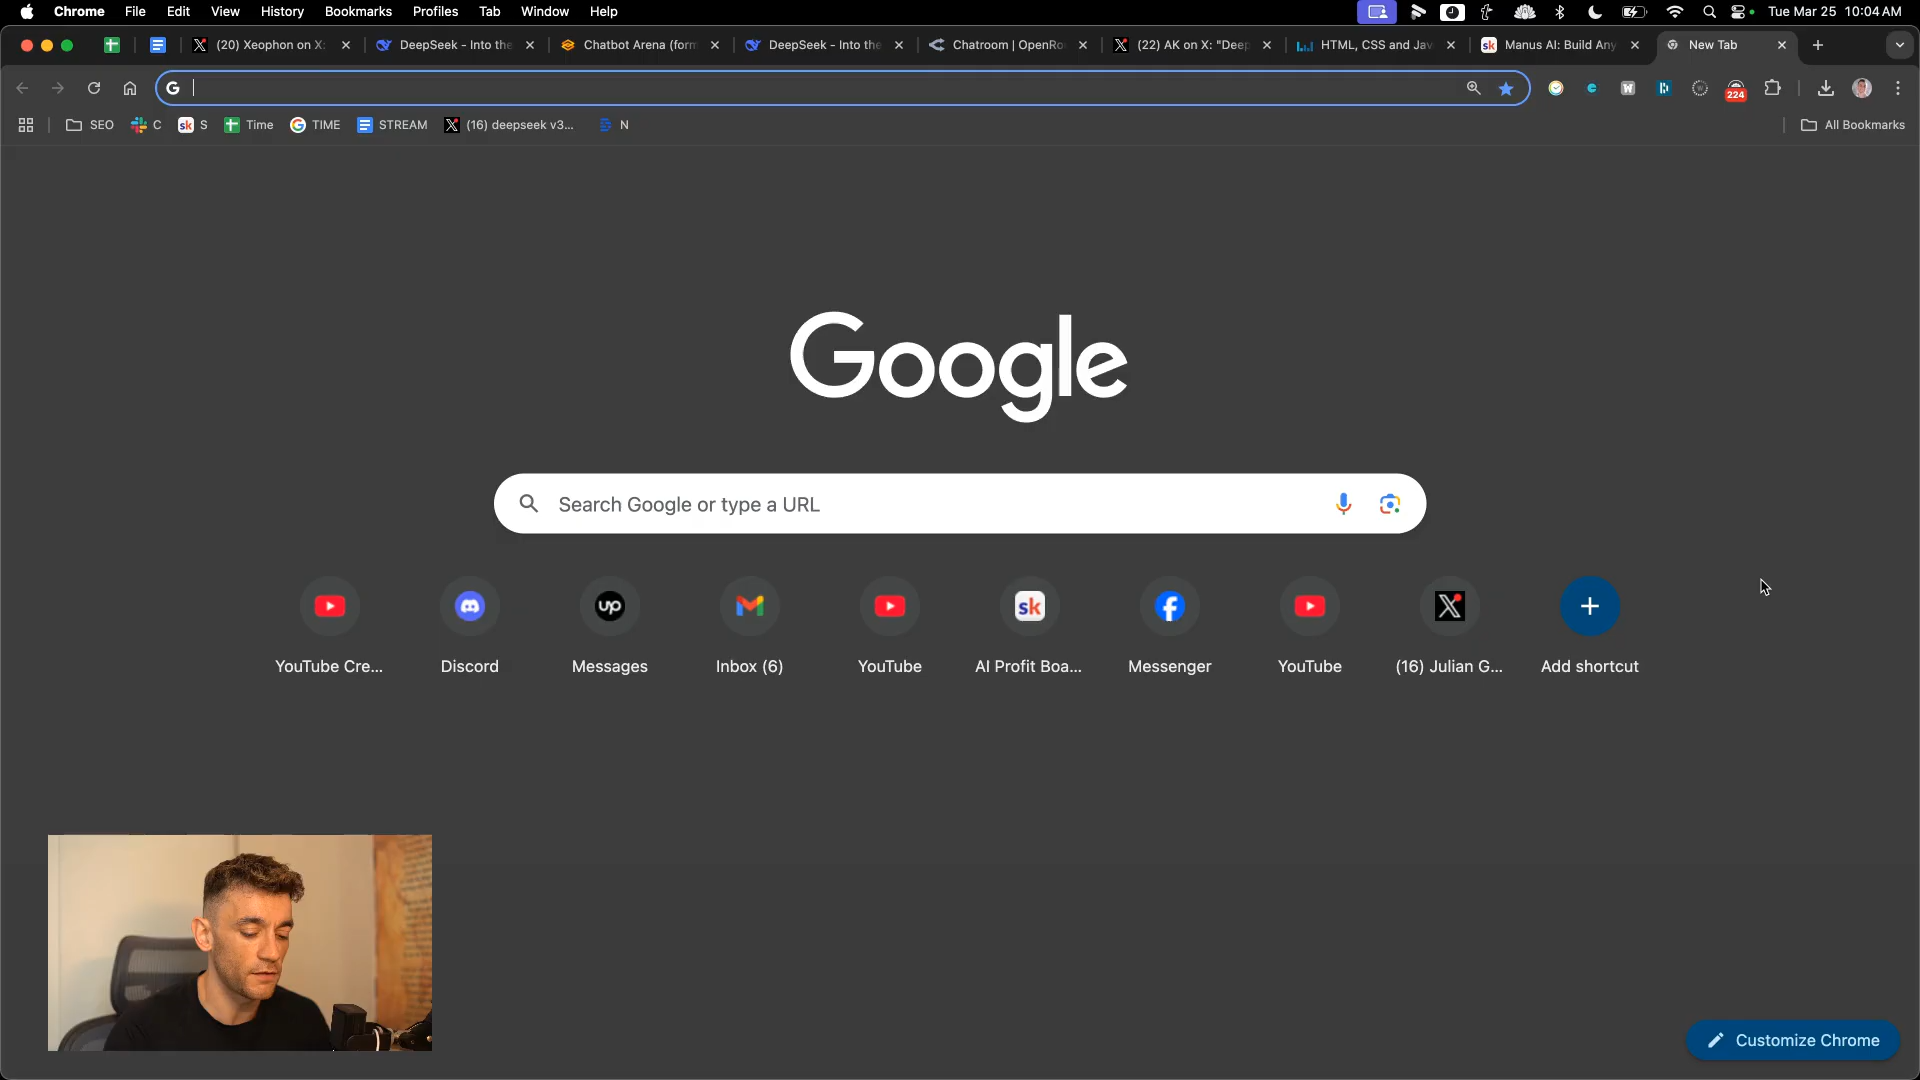 Chrome File Edit View History Bookmarks Profiles Tab Window Help Tue Mar 25 10:04 AM
(20) Xeophon on X: DeepSeek - Into the Chatbot Arena (form DeepSeek - Into the Chatroom | OpenRo (22) AK on X: "Deep HTML, CSS and Jav Manus AI: Build Any New Tab
224
SEO C S Time TIME STREAM (16) deepseek v3... N All Bookmarks
Google
Search Google or type a URL
YouTube Cre... Discord Messages Inbox (6) YouTube AI Profit Boa... Messenger YouTube (16) Julian G... Add shortcut
Customize Chrome